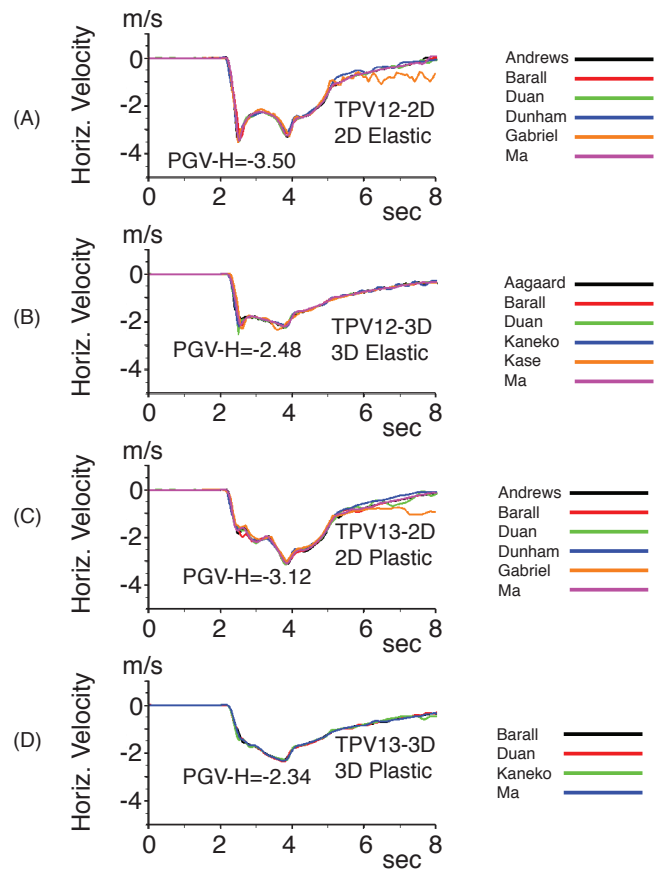 m/s
(A)
Horiz. Velocity
0
-2
-4
0
2
4
6
8
sec
TPV12-2D
2D Elastic
PGV-H=-3.50
Andrews
Barall
Duan
Dunham
Gabriel
Ma
m/s
(B)
Horiz. Velocity
0
-2
-4
0
2
4
6
8
sec
TPV12-3D
3D Elastic
PGV-H=-2.48
Aagaard
Barall
Duan
Kaneko
Kase
Ma
m/s
(C)
Horiz. Velocity
0
-2
-4
0
2
4
6
8
sec
TPV13-2D
2D Plastic
PGV-H=-3.12
Andrews
Barall
Duan
Dunham
Gabriel
Ma
m/s
(D)
Horiz. Velocity
0
-2
-4
0
2
4
6
8
sec
TPV13-3D
3D Plastic
PGV-H=-2.34
Barall
Duan
Kaneko
Ma